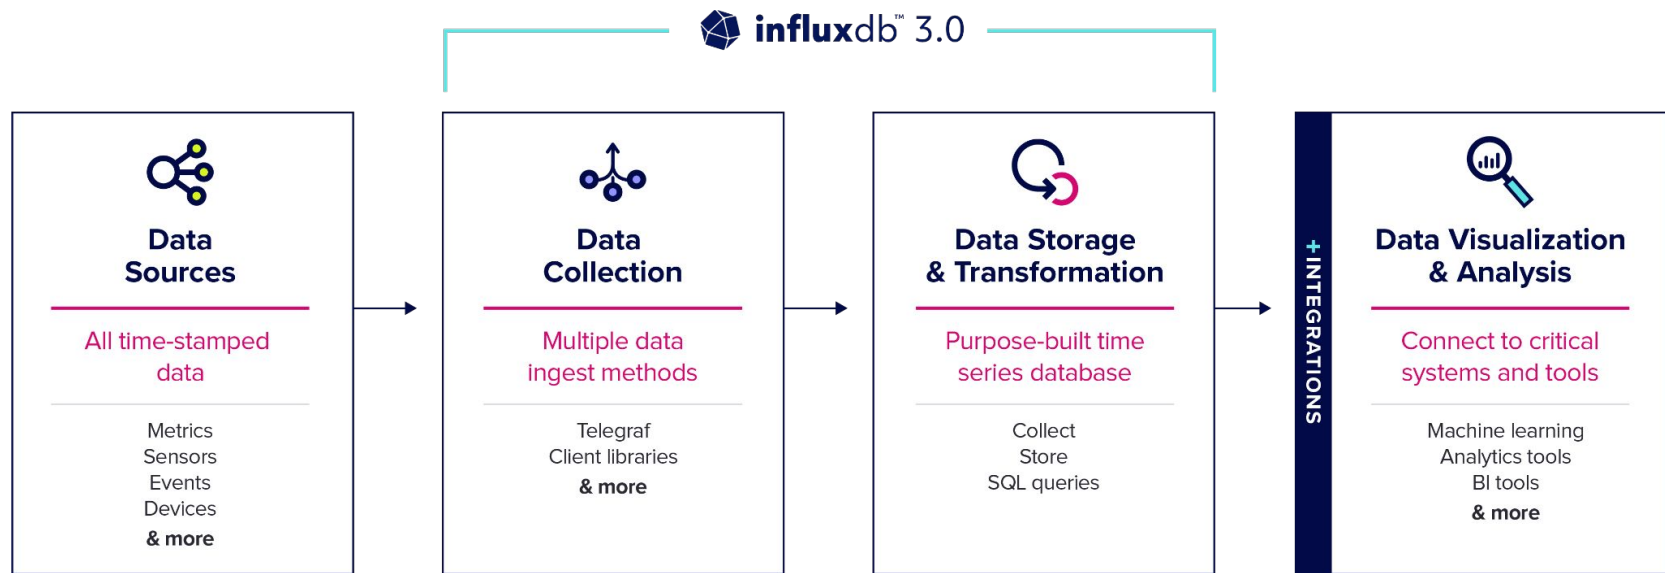 influxdb™ 3.0
Data
Sources
All time-stamped
data
Metrics
Sensors
Events
Devices
& more
Data
Collection
Multiple data
ingest methods
Telegraf
Client libraries
& more
Data Storage
& Transformation
Purpose-built time
series database
Collect
Store
SQL queries
+INTEGRATIONS
Data Visualization
& Analysis
Connect to critical
systems and tools
Machine learning
Analytics tools
BI tools
& more